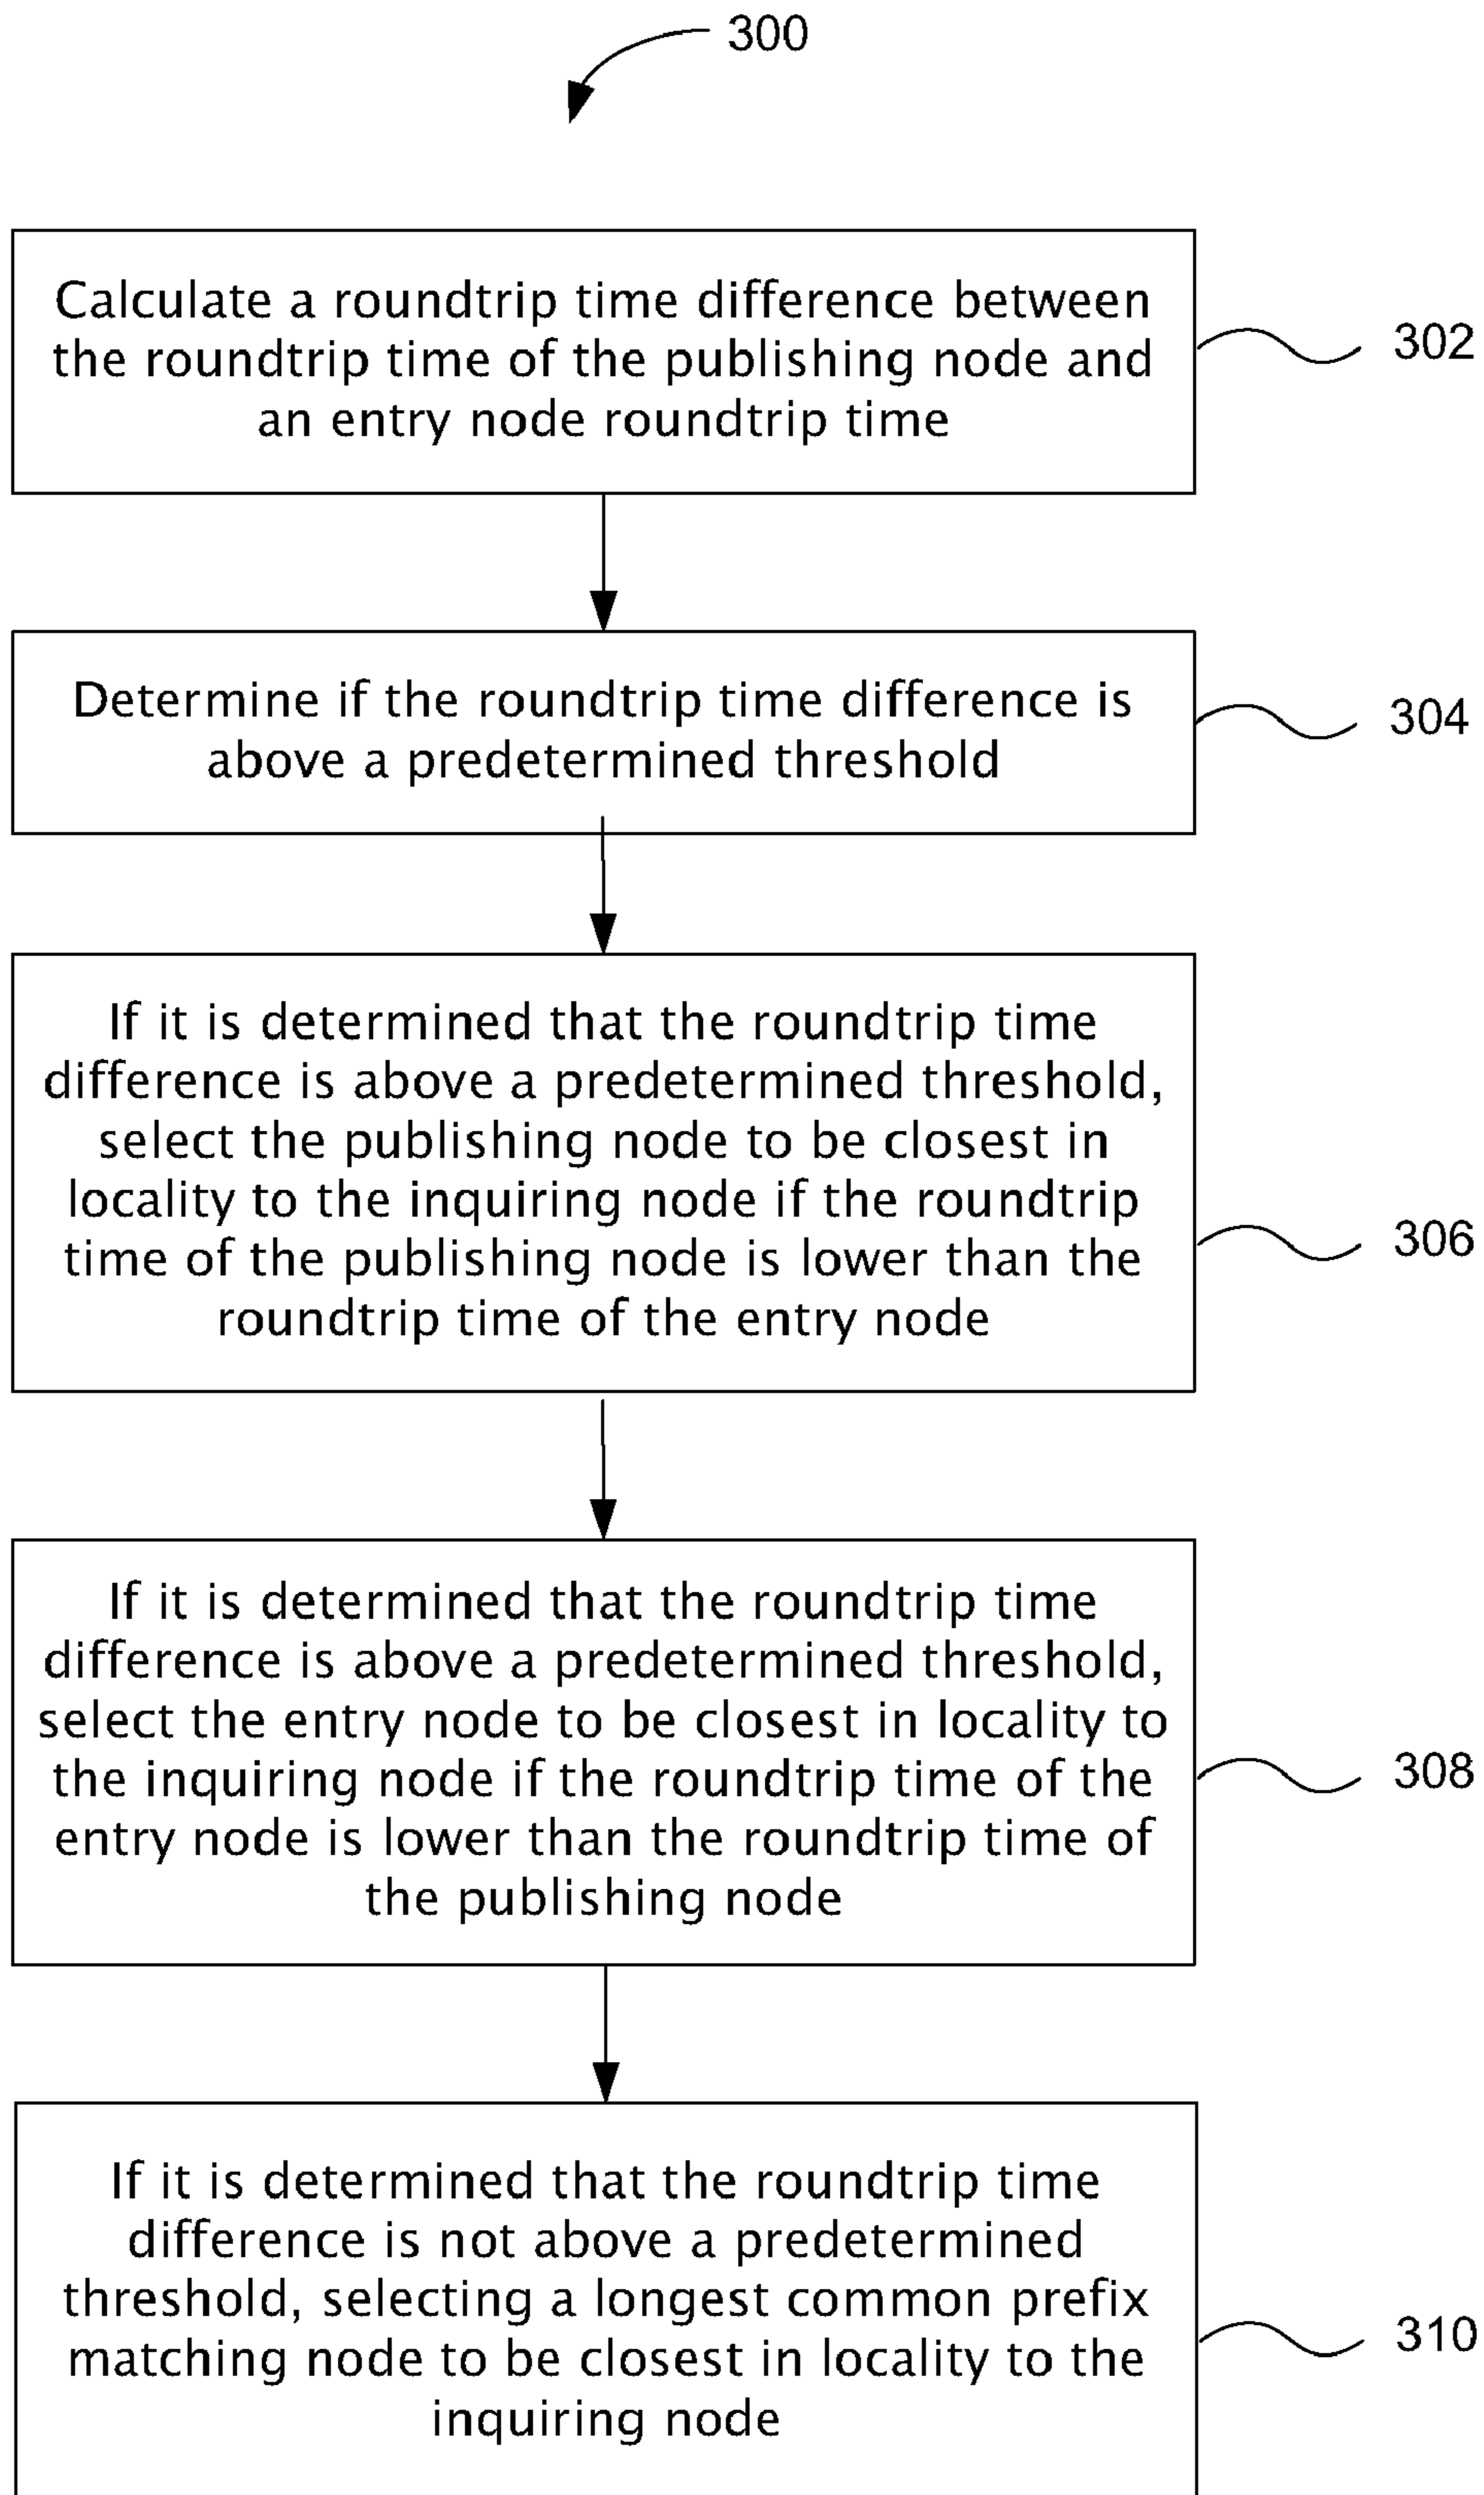 300
Calculate a roundtrip time difference between
the roundtrip time of the publishing node and
an entry node roundtrip time
302
Determine if the roundtrip time difference is
above a predetermined threshold
304
If it is determined that the roundtrip time
difference is above a predetermined threshold,
select the publishing node to be closest in
locality to the inquiring node if the roundtrip
time of the publishing node is lower than the
roundtrip time of the entry node
306
If it is determined that the roundtrip time
difference is above a predetermined threshold,
select the entry node to be closest in locality to
the inquiring node if the roundtrip time of the
entry node is lower than the roundtrip time of
the publishing node
308
If it is determined that the roundtrip time
difference is not above a predetermined
threshold, selecting a longest common prefix
matching node to be closest in locality to the
inquiring node
310